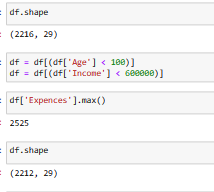 df.shape
(2216, 29)
df = df[(df['Age'] < 100)]
df = df[(df['Income'] < 600000)]
df['Expences'].max()
2525
df.shape
(2212, 29)